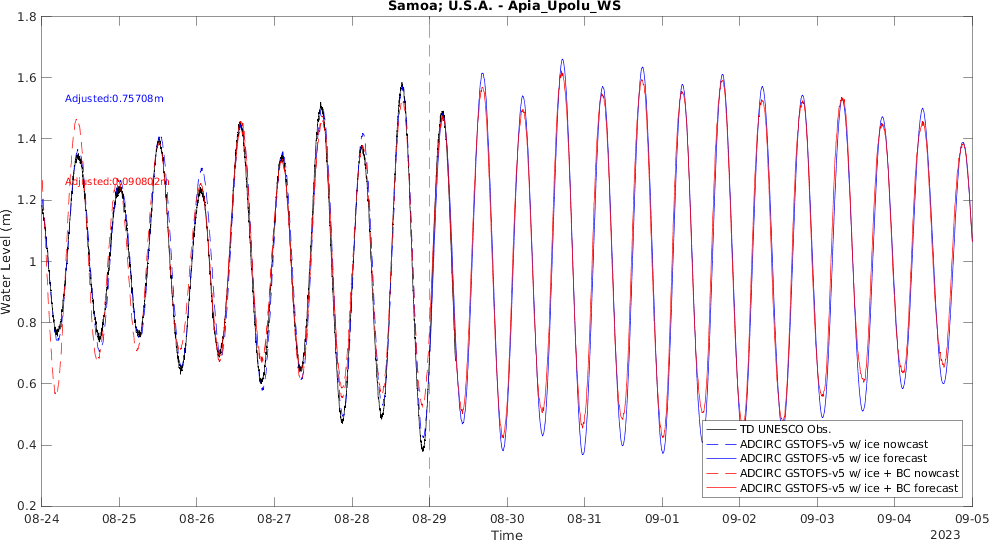 Samoa; U.S.A. - Apia_Upolu_WS
1.8
1.6
1.4
1.2
1
0.8
0.6
0.4
0.2
Water Level (m)
Adjusted:0.75708m
Adjusted:0.090802m
TD UNESCO Obs.
ADCIRC GSTOFS-v5 w/ ice nowcast
ADCIRC GSTOFS-v5 w/ ice forecast
ADCIRC GSTOFS-v5 w/ ice + BC nowcast
ADCIRC GSTOFS-v5 w/ ice + BC forecast
08-24 08-25 08-26 08-27 08-28 08-29 08-30 08-31 09-01 09-02 09-03 09-04 09-05
Time
2023